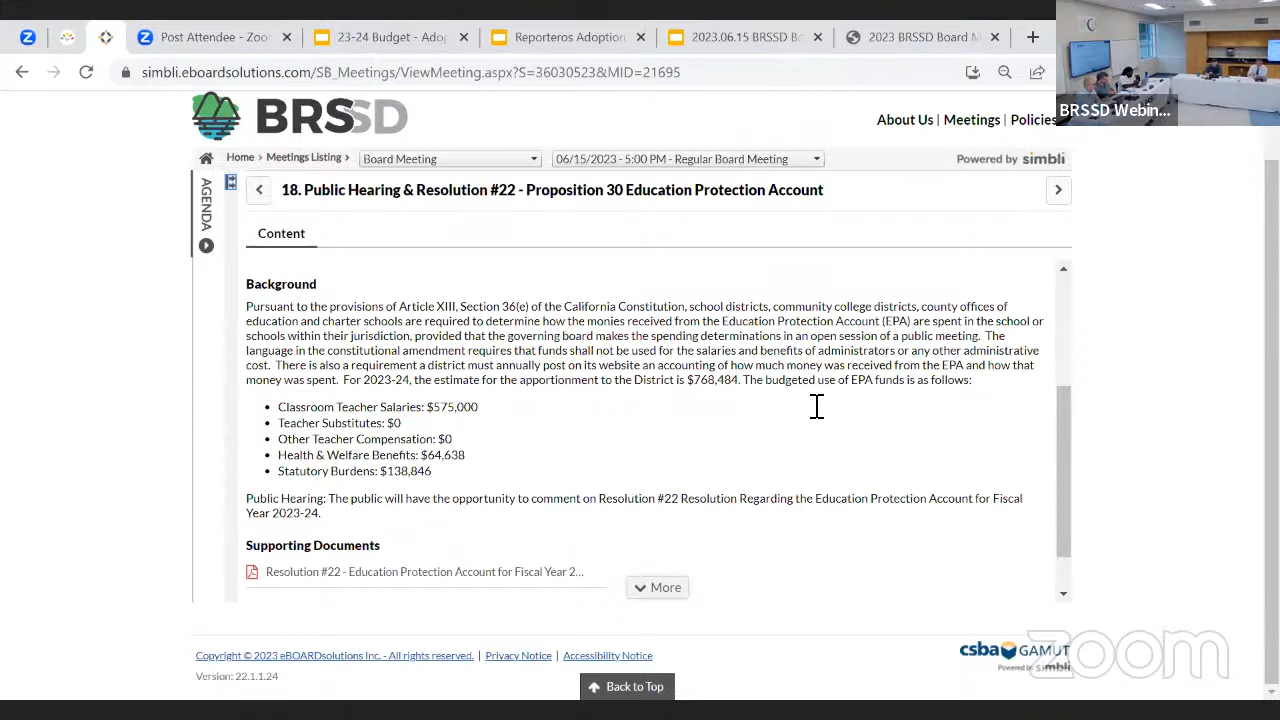 Post Attendee - Zoo
23-24 Budget - Ad
Reporteros Adoption
2023.06.15 BRSSD B
2023 BRSSD Board M
simbli.eboardsolutions.com/SB_Meetings/ViewMeeting.aspx?S=36030523&MID=21695
BRSSD Webin...
BRSSD
About Us | Meetings | Policies
Home > Meetings Listing >
Board Meeting
06/15/2023 - 5:00 PM - Regular Board Meeting
Powered by simbli
AGENDA
18. Public Hearing & Resolution #22 - Proposition 30 Education Protection Account
Content
Background
Pursuant to the provisions of Article XIII, Section 36(e) of the California Constitution, school districts, community college districts, county offices of
education and charter schools are required to determine how the monies received from the Education Protection Account (EPA) are spent in the school or
schools within their jurisdiction, provided that the governing board makes the spending determinations in an open session of a public meeting. The
language in the constitutional amendment requires that funds shall not be used for the salaries and benefits of administrators or any other administrative
cost. There is also a requirement a district must annually post on its website an accounting of how much money was received from the EPA and how that
money was spent. For 2023-24, the estimate for the apportionment to the District is $768,484. The budgeted use of EPA funds is as follows:
• Classroom Teacher Salaries: $575,000
• Teacher Substitutes: $0
• Other Teacher Compensation: $0
• Health & Welfare Benefits: $64,638
• Statutory Burdens: $138,846
Public Hearing: The public will have the opportunity to comment on Resolution #22 Resolution Regarding the Education Protection Account for Fiscal
Year 2023-24.
Supporting Documents
Resolution #22 - Education Protection Account for Fiscal Year 2...
More
Copyright © 2023 eBOARDsolutions Inc. - All rights reserved. | Privacy Notice | Accessibility Notice
Version: 22.1.1.24
csba GAMUT
Powered by simbli
zoom
Back to Top